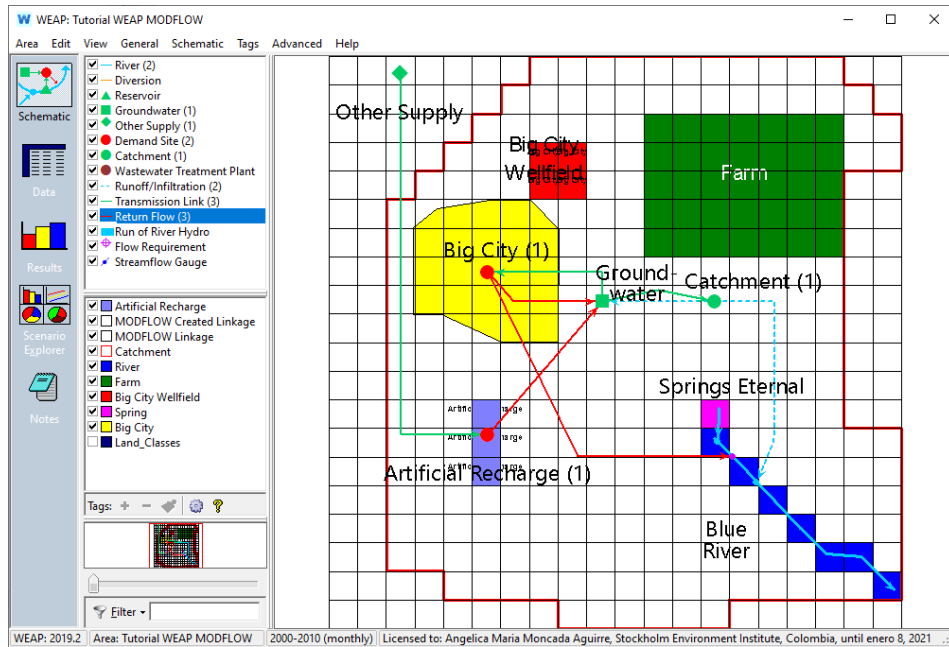 WEAP: Tutorial WEAP MODFLOW
Area Edit View General Schematic Tags Advanced Help
Schematic
Data
Results
Scenario
Explorer
Notes
River (2)
Diversion
Reservoir
Groundwater (1)
Other Supply (1)
Demand Site (2)
Catchment (1)
Wastewater Treatment Plant
Runoff/Infiltration (2)
Transmission Link (3)
Return Flow (3)
Run of River Hydro
Flow Requirement
Streamflow Gauge
Artificial Recharge
MODFLOW Created Linkage
MODFLOW Linkage
Catchment
River
Farm
Big City Wellfield
Spring
Big City
Land_Classes
Tags:
Filter
Other Supply
Big City
Wellfield
Farm
Big City (1)
Ground-
water
Catchment (1)
Springs Eternal
Artificial Recharge (1)
Blue
River
WEAP: 2019.2 Area: Tutorial WEAP MODFLOW 2000-2010 (monthly) Licensed to: Angelica Maria Moncada Aguirre, Stockholm Environment Institute, Colombia, until enero 8, 2021